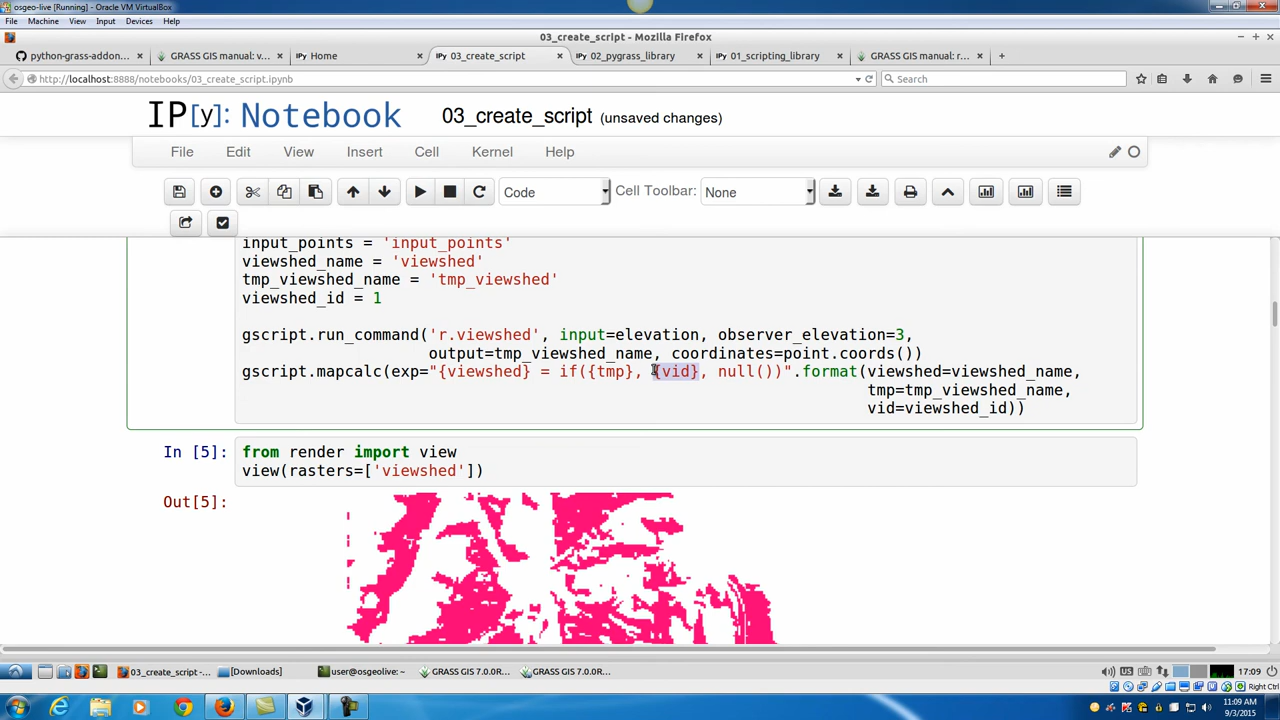 osgeo-live [Running] - Oracle VM VirtualBox
File Machine View Input Devices Help
03_create_script - Mozilla Firefox
python-grass-addon... GRASS GIS manual: v... IPy Home 03_create_script IPy 02_pygrass_library IPy 01_scripting_library GRASS GIS manual: r...
http://localhost:8888/notebooks/03_create_script.ipynb
Search
IP[y]: Notebook 03_create_script (unsaved changes)
File Edit View Insert Cell Kernel Help
Code Cell Toolbar: None
input_points = 'input_points'
viewshed_name = 'viewshed'
tmp_viewshed_name = 'tmp_viewshed'
viewshed_id = 1
gscript.run_command('r.viewshed', input=elevation, observer_elevation=3,
output=tmp_viewshed_name, coordinates=point.coords())
gscript.mapcalc(exp="{viewshed} = if({tmp}, {vid}, null())".format(viewshed=viewshed_name,
tmp=tmp_viewshed_name,
vid=viewshed_id))
In [5]: from render import view
view(rasters=['viewshed'])
Out[5]:
03_create_script -... [Downloads] user@osgeolive: ~ GRASS GIS 7.0.0R... GRASS GIS 7.0.0R... US 17:09
Right Ctrl
11:09 AM
9/3/2015